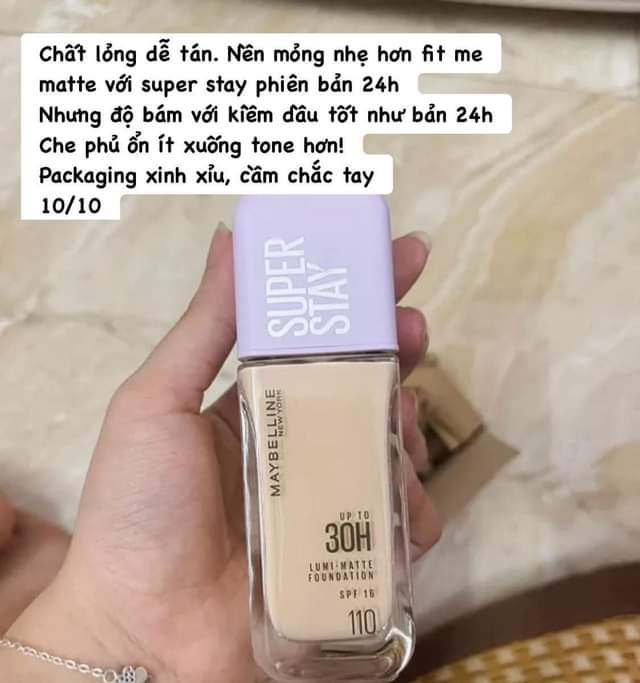 Chất lỏng dễ tán. Nền mỏng nhẹ hơn fit me
matte với super stay phiên bản 24h
Nhưng độ bám với kiềm dầu tốt như bản 24h
Che phủ ổn ít xuống tone hơn!
Packaging xinh xỉu, cầm chắc tay
10/10
SUPER
STAY
MAYBELLINE
NEW YORK
UP TO
30H
LUMI-MATTE
FOUNDATION
SPF 16
110